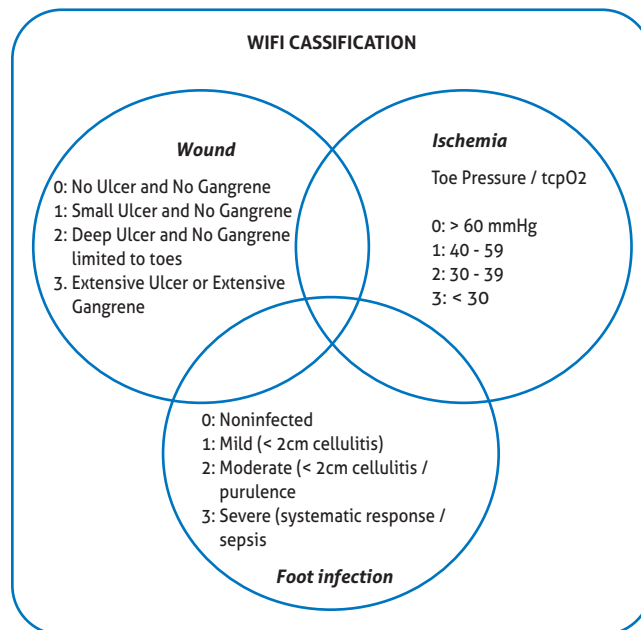 WIFI CASSIFICATION
Wound
0: No Ulcer and No Gangrene
1: Small Ulcer and No Gangrene
2: Deep Ulcer and No Gangrene
limited to toes
3. Extensive Ulcer or Extensive
Gangrene
Ischemia
Toe Pressure / tcpO2
0: > 60 mmHg
1: 40 - 59
2: 30 - 39
3: < 30
0: Noninfected
1: Mild (< 2cm cellulitis)
2: Moderate (< 2cm cellulitis /
purulence
3: Severe (systematic response /
sepsis
Foot infection